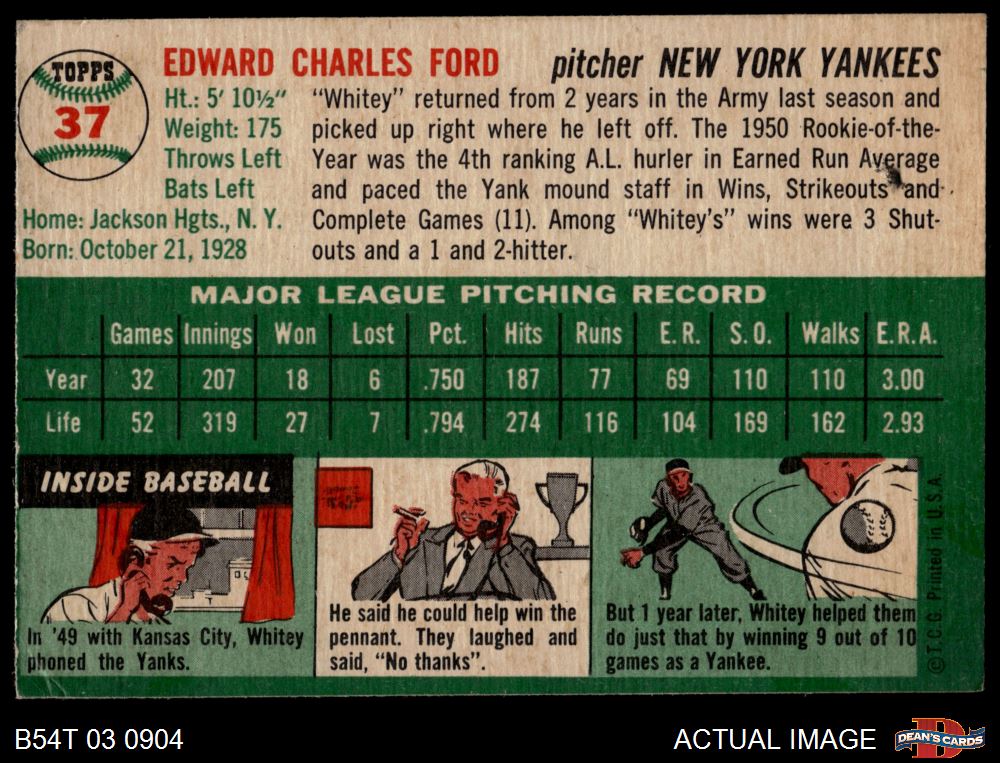 TOPPS
37
EDWARD CHARLES FORD pitcher NEW YORK YANKEES
Ht.: 5' 10½"
Weight: 175
Throws Left
Bats Left
Home: Jackson Hgts., N. Y.
Born: October 21, 1928
"Whitey" returned from 2 years in the Army last season and
picked up right where he left off. The 1950 Rookie-of-the-
Year was the 4th ranking A.L. hurler in Earned Run Average
and paced the Yank mound staff in Wins, Strikeouts and
Complete Games (11). Among "Whitey's" wins were 3 Shut-
outs and a 1 and 2-hitter.
MAJOR LEAGUE PITCHING RECORD
Games Innings Won Lost Pct. Hits Runs E. R. S. O. Walks E. R. A.
Year 32 207 18 6 .750 187 77 69 110 110 3.00
Life 52 319 27 7 .794 274 116 104 169 162 2.93
INSIDE BASEBALL
In '49 with Kansas City, Whitey
phoned the Yanks.
He said he could help win the
pennant. They laughed and
said, "No thanks".
But 1 year later, Whitey helped them
do just that by winning 9 out of 10
games as a Yankee.
©T.C.G. Printed in U.S.A.
B54T 03 0904
ACTUAL IMAGE
DEAN'S CARDS